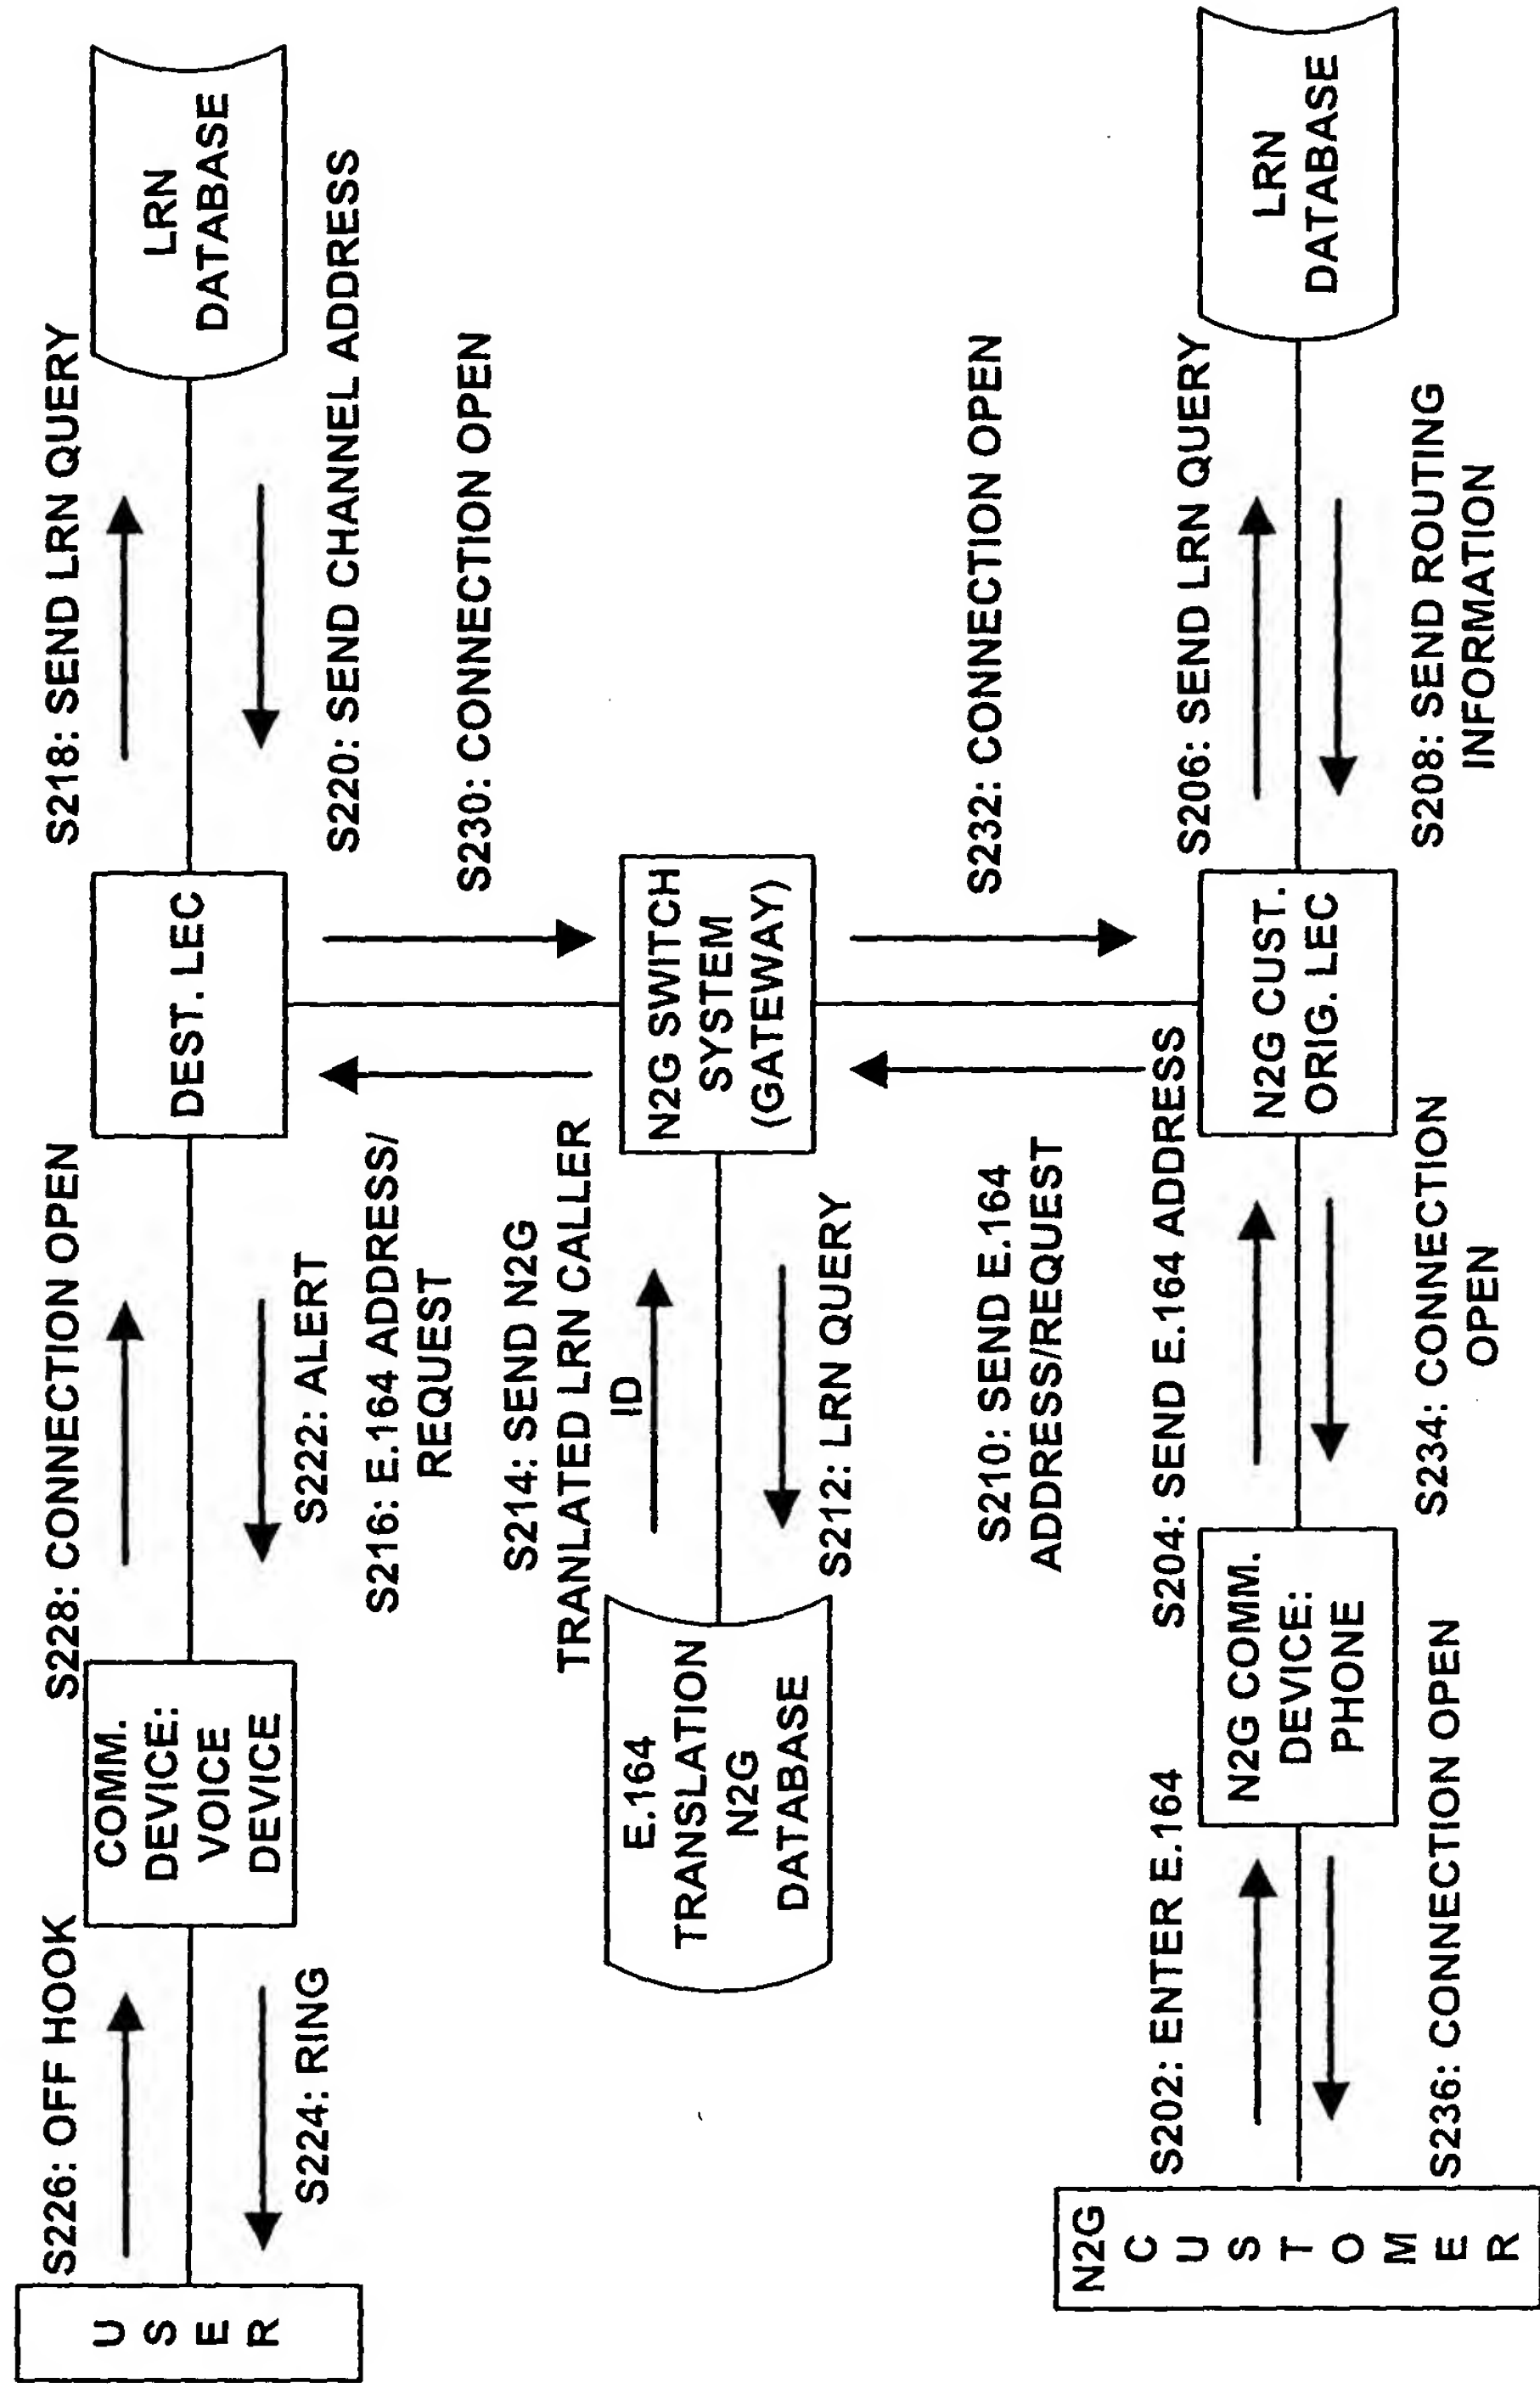 S226: OFF HOOK
S228: CONNECTION OPEN
S218: SEND LRN QUERY
USER
COMM.
DEVICE:
VOICE
DEVICE
DEST. LEC
LRN
DATABASE
S224: RING
S222: ALERT
S220: SEND CHANNEL ADDRESS
S216: E.164 ADDRESS/
REQUEST
S230: CONNECTION OPEN
S214: SEND N2G
TRANLATED LRN CALLER
ID
E.164
TRANSLATION
N2G
DATABASE
N2G SWITCH
SYSTEM
(GATEWAY)
S212: LRN QUERY
S210: SEND E.164
ADDRESS/REQUEST
S232: CONNECTION OPEN
S202: ENTER E.164
S204: SEND E.164 ADDRESS
S206: SEND LRN QUERY
N2G
CUSTOMER
N2G COMM.
DEVICE:
PHONE
N2G CUST.
ORIG. LEC
LRN
DATABASE
S236: CONNECTION OPEN
S234: CONNECTION
OPEN
S208: SEND ROUTING
INFORMATION